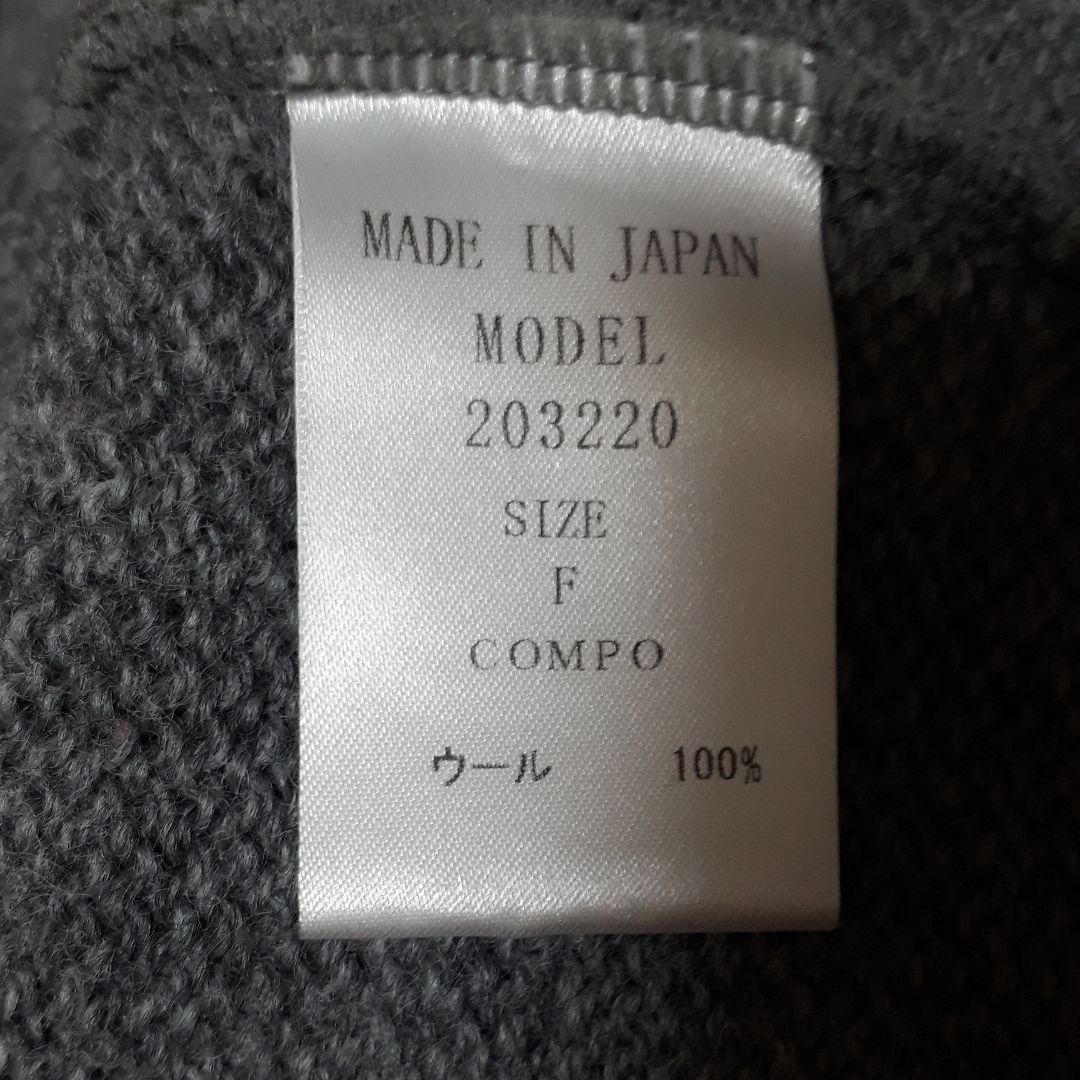 MADE IN JAPAN
MODEL
203220
SIZE
F
COMPO
ウール 100%